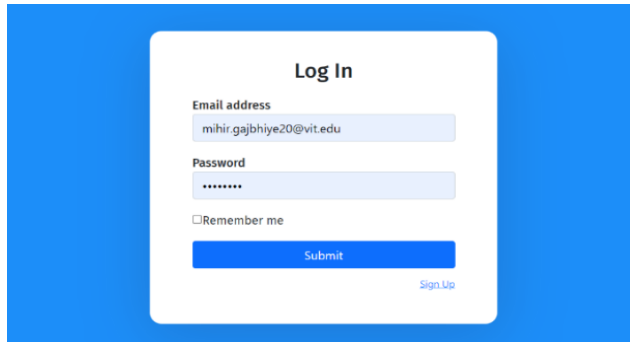 Log In
Email address
mihir.gajbhiye20@vit.edu
Password
••••••••
Remember me
Submit
Sign Up